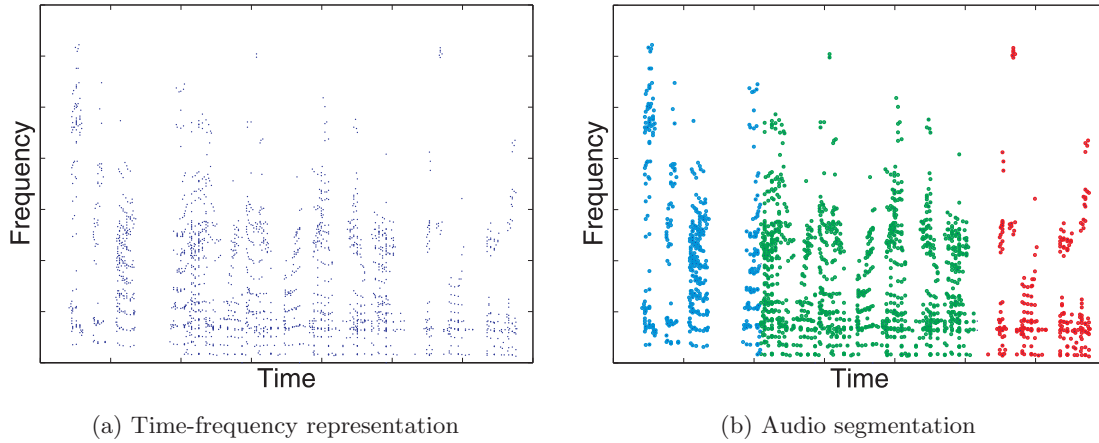 Frequency
Time
(a) Time-frequency representation
Frequency
Time
(b) Audio segmentation